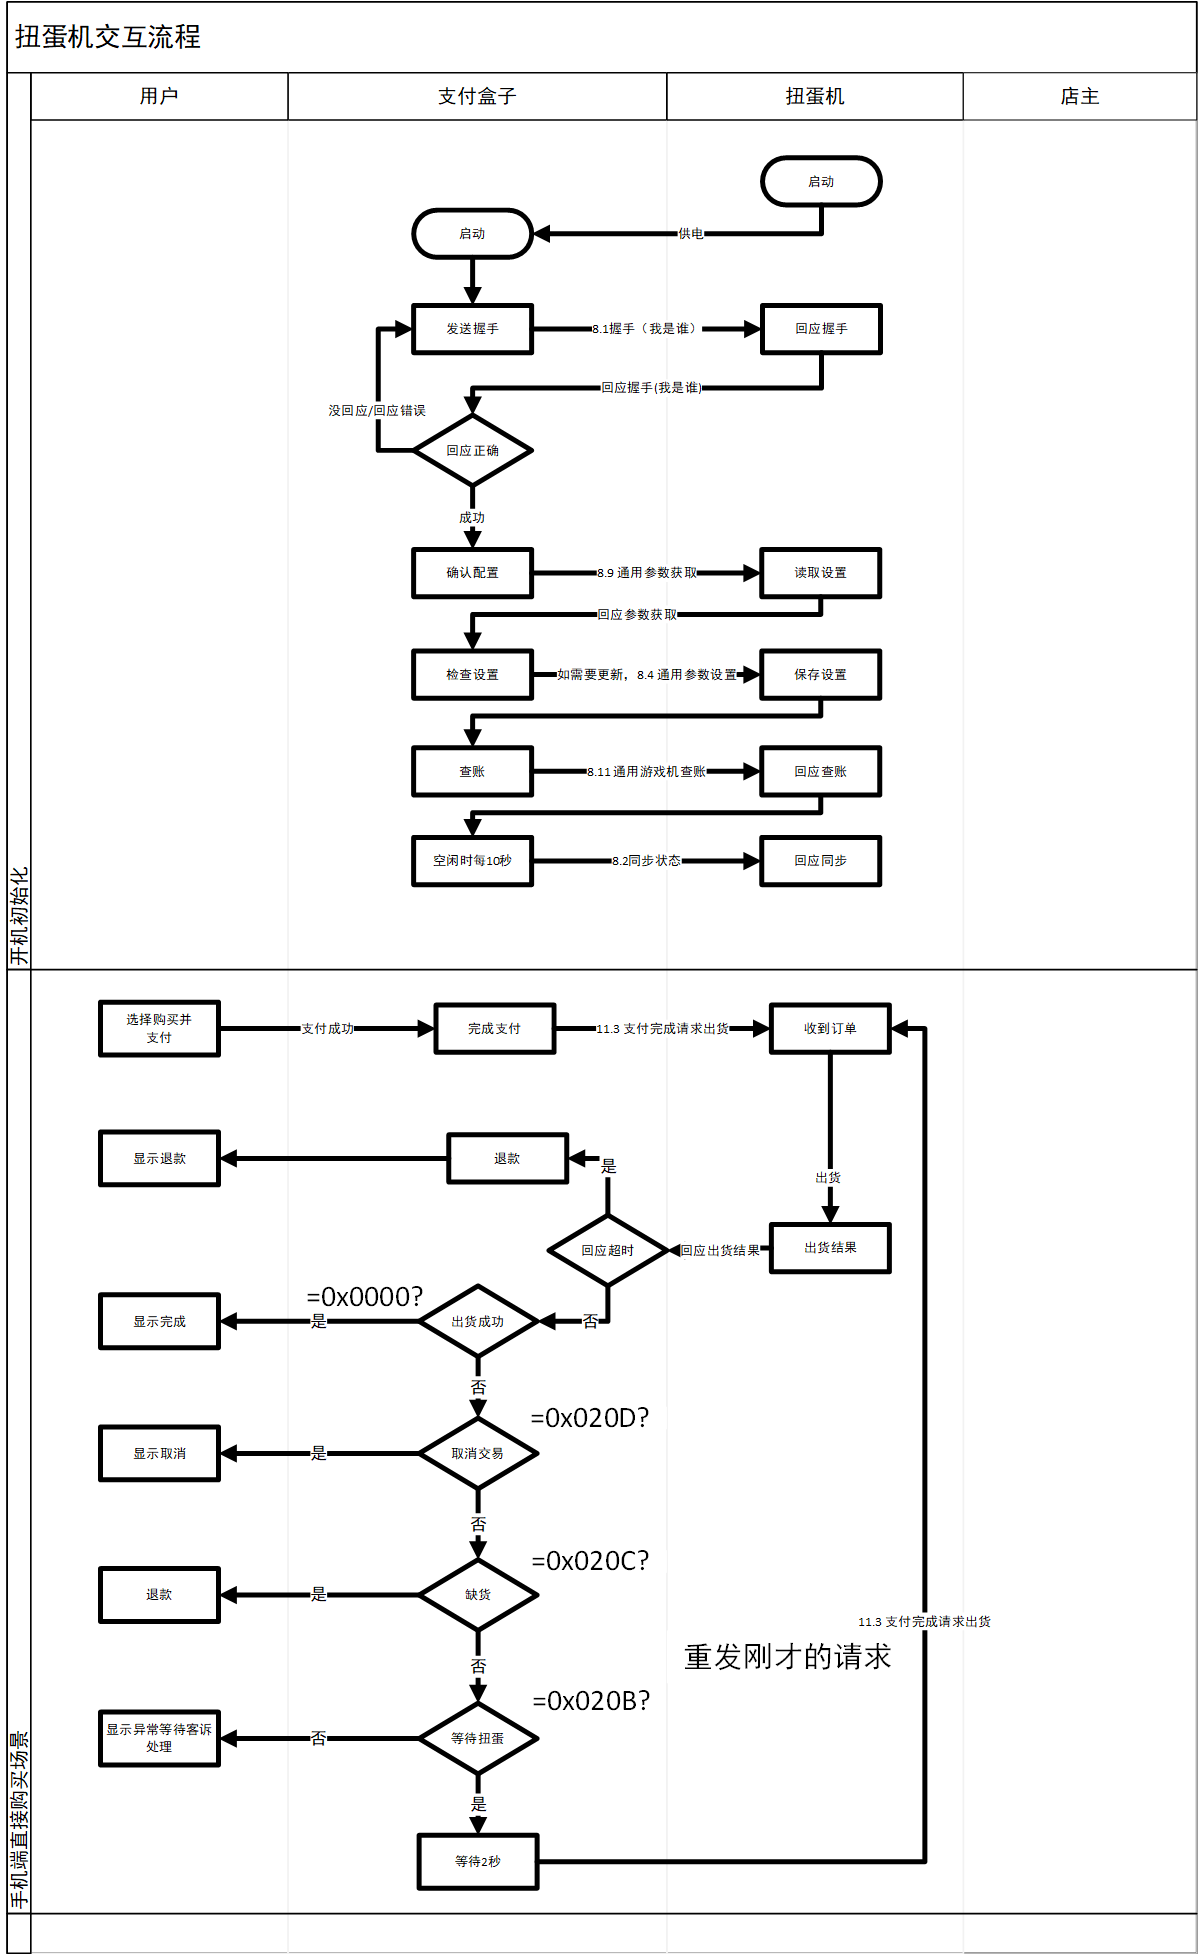 扭蛋机交互流程
用户
支付盒子
扭蛋机
店主
开机初始化
启动
供电
启动
发送握手
8.1握手（我是谁）
回应握手
回应握手(我是谁)
没回应/回应错误
回应正确
成功
确认配置
8.9 通用参数获取
读取设置
回应参数获取
检查设置
如需要更新，8.4 通用参数设置
保存设置
查账
8.11 通用游戏机查账
回应查账
空闲时每10秒
8.2同步状态
回应同步
手机端直接购买场景
选择购买并
支付
支付成功
完成支付
11.3 支付完成请求出货
收到订单
显示退款
退款
是
出货
回应超时
回应出货结果
出货结果
=0x0000?
显示完成
是
出货成功
否
否
=0x020D?
显示取消
是
取消交易
否
=0x020C?
退款
是
缺货
11.3 支付完成请求出货
重发刚才的请求
否
=0x020B?
显示异常等待客诉
处理
否
等待扭蛋
是
等待2秒